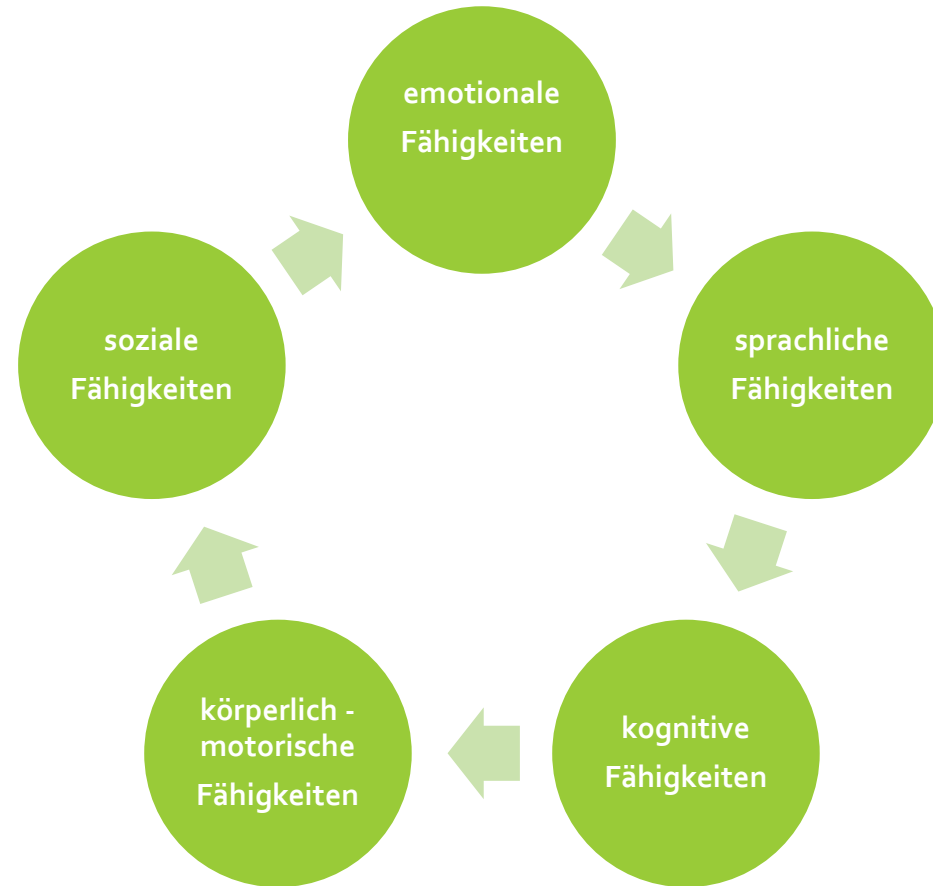 emotionale
Fähigkeiten
sprachliche
Fähigkeiten
kognitive
Fähigkeiten
körperlich -
motorische
Fähigkeiten
soziale
Fähigkeiten